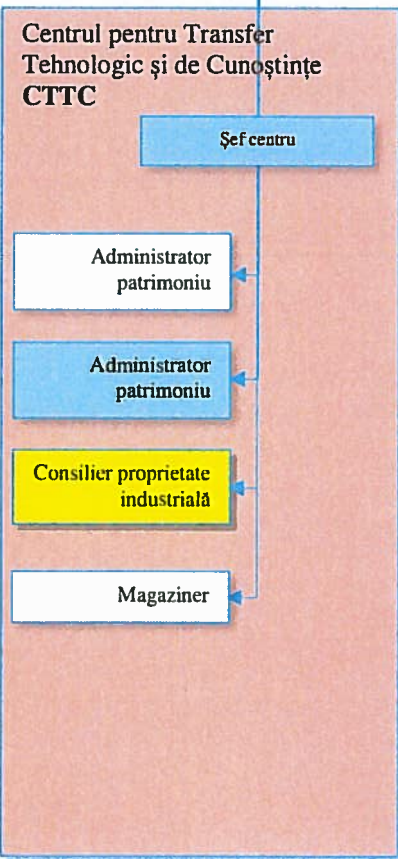 Centrul pentru Transfer
Tehnologic și de Cunoștințe
CTTC
Șef centru
Administrator
patrimoniu
Administrator
patrimoniu
Consilier proprietate
industrială
Magaziner